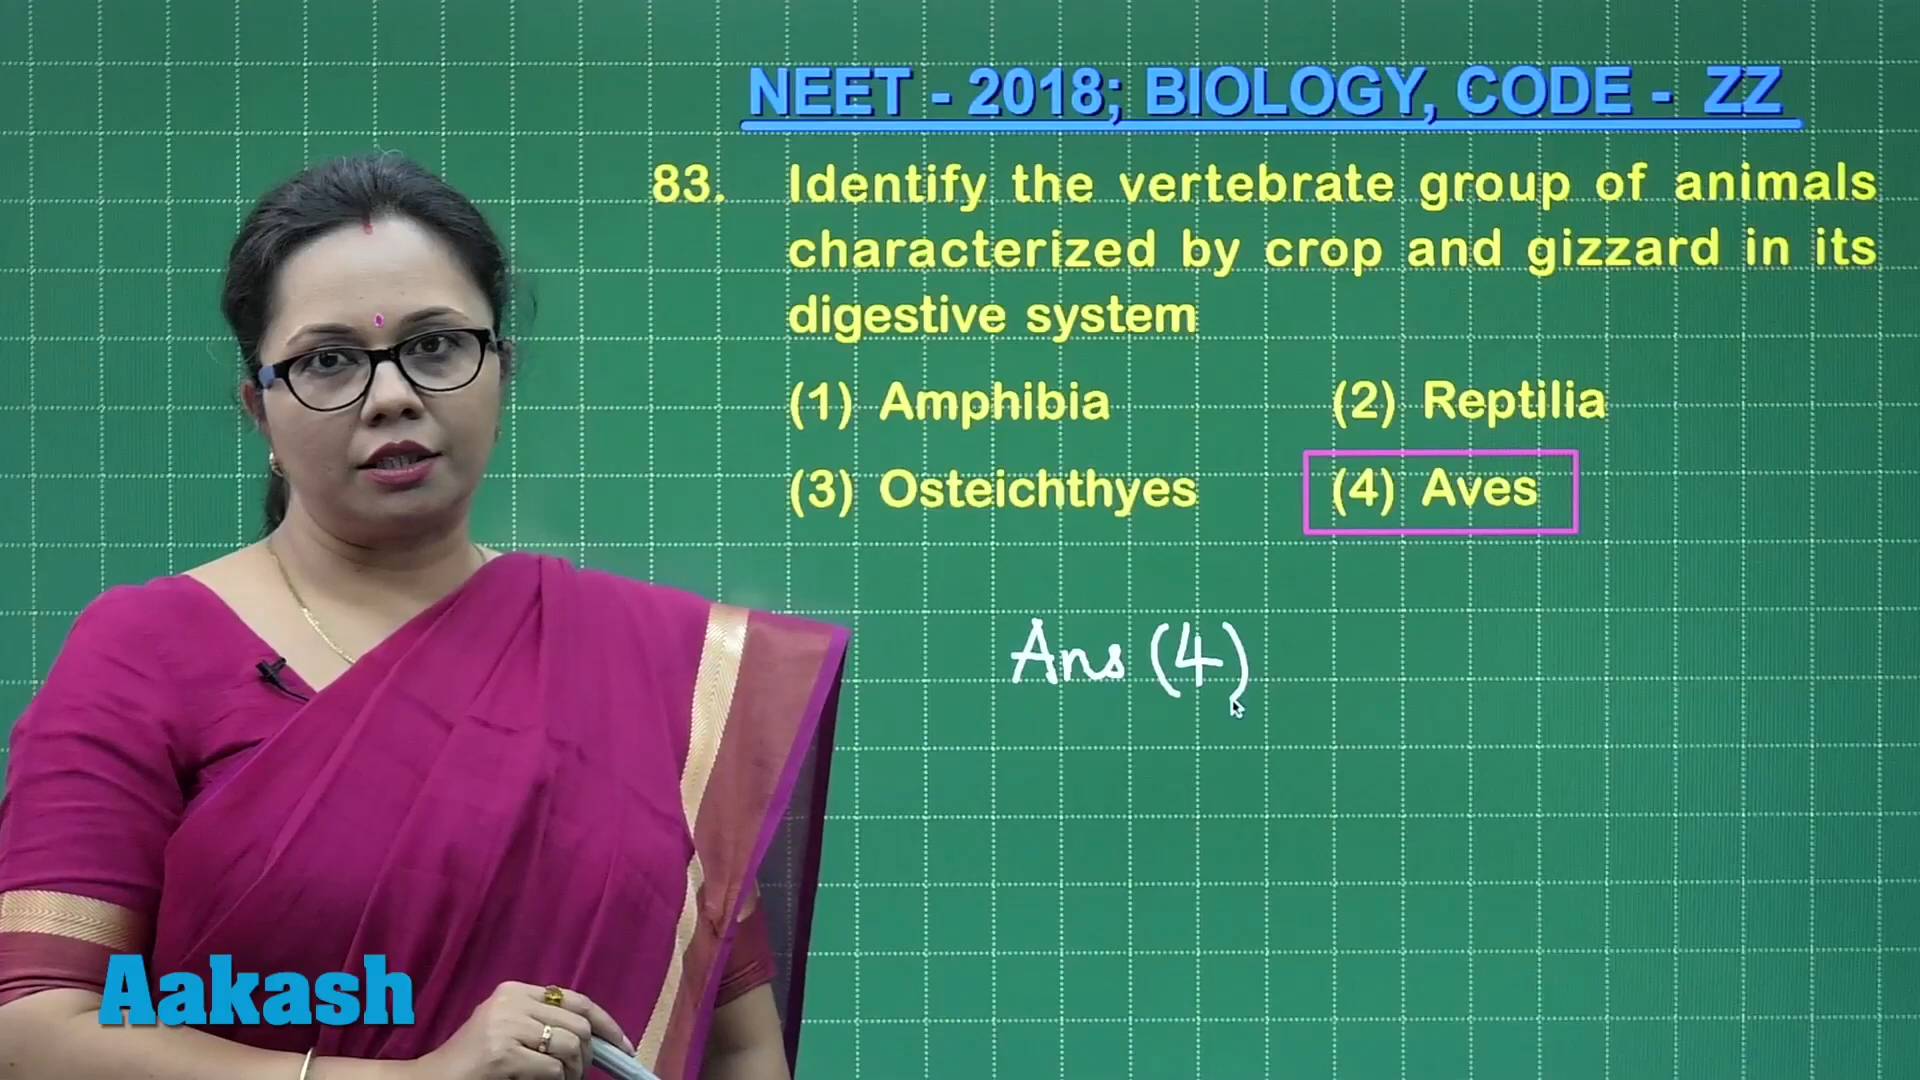 NEET - 2018; BIOLOGY, CODE - ZZ
83. Identify the vertebrate group of animals
characterized by crop and gizzard in its
digestive system
(1) Amphibia (2) Reptilia
(3) Osteichthyes (4) Aves
Ans (4)
Aakash